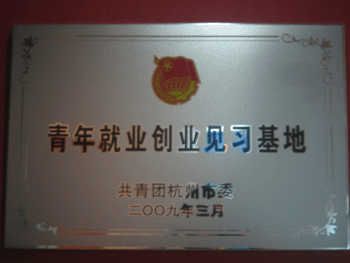 青年就业创业见习基地
共青团杭州市委
二〇〇九年三月